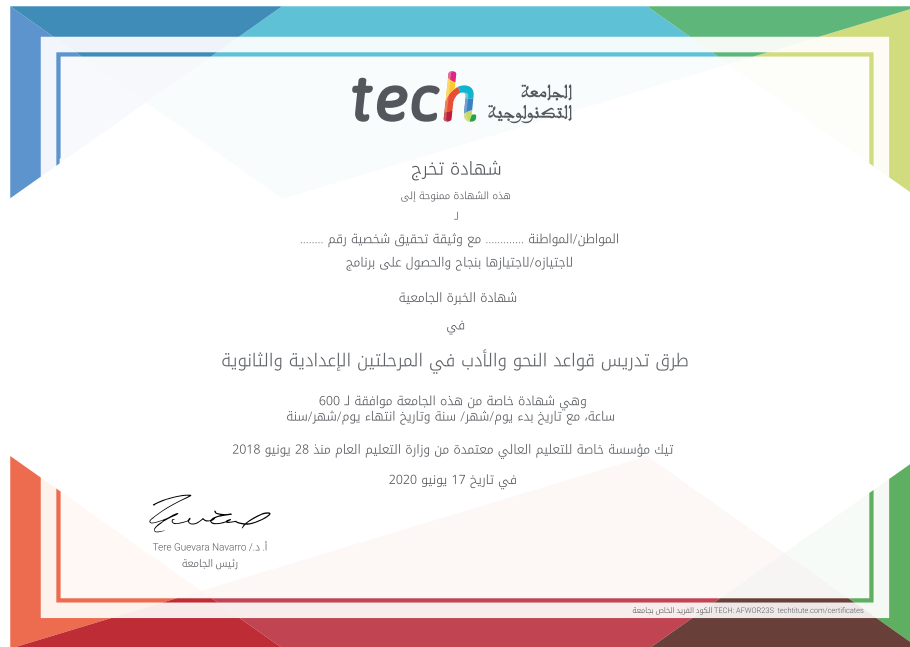 tech الجامعة
التكنولوجية
شهادة تخرج
هذه الشهادة ممنوحة إلى
لـ
المواطن/المواطنة ............. مع وثيقة تحقيق شخصية رقم ........
لاجتيازه/لاجتيازها بنجاح والحصول على برنامج
شهادة الخبرة الجامعية
في
طرق تدريس قواعد النحو والأدب في المرحلتين الإعدادية والثانوية
وهي شهادة خاصة من هذه الجامعة موافقة لـ 600
ساعة، مع تاريخ بدء يوم/شهر/ سنة وتاريخ انتهاء يوم/شهر/سنة
تيك مؤسسة خاصة للتعليم العالي معتمدة من وزارة التعليم العام منذ 28 يونيو 2018
في تاريخ 17 يونيو 2020
أ. د./ Tere Guevara Navarro
رئيس الجامعة
الكود الفريد الخاص بجامعة TECH: AFWOR23S techtitute.com/certificates